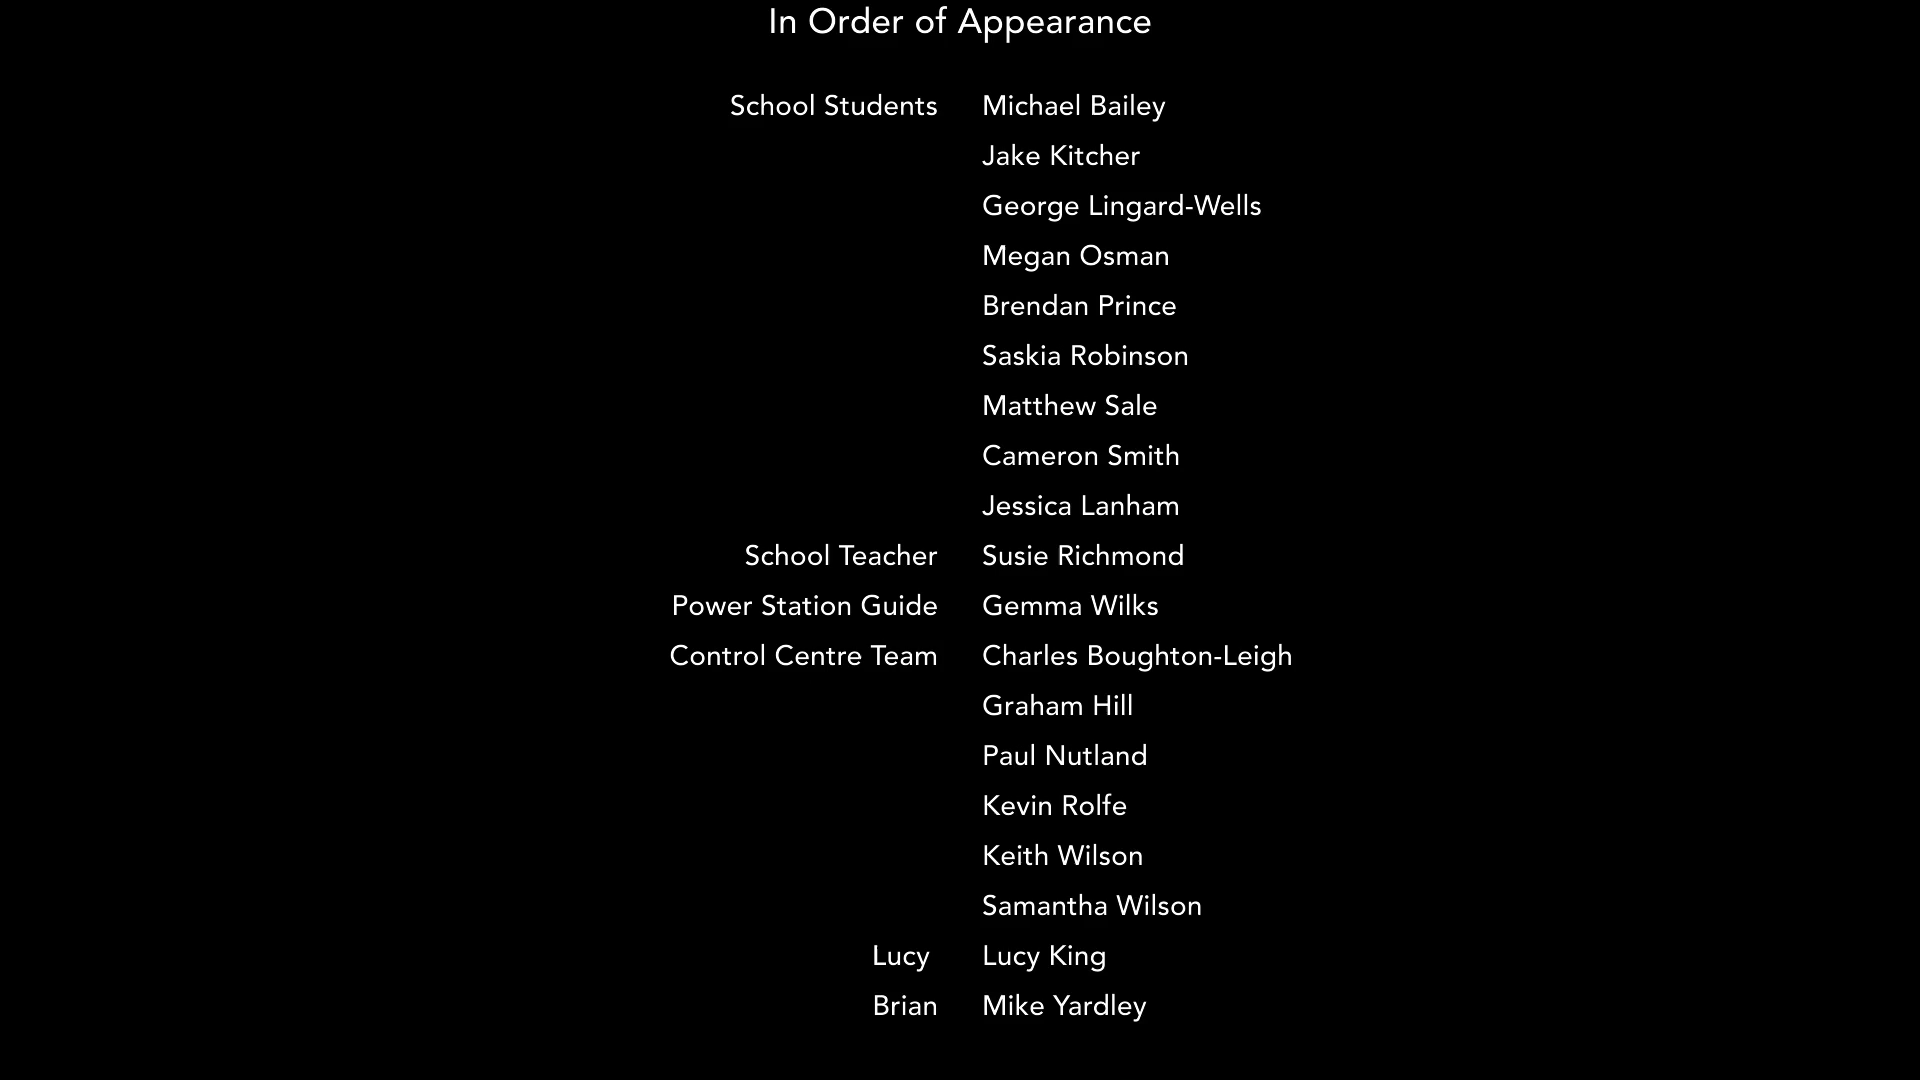 In Order of Appearance
School Students Michael Bailey
Jake Kitcher
George Lingard-Wells
Megan Osman
Brendan Prince
Saskia Robinson
Matthew Sale
Cameron Smith
Jessica Lanham
School Teacher Susie Richmond
Power Station Guide Gemma Wilks
Control Centre Team Charles Boughton-Leigh
Graham Hill
Paul Nutland
Kevin Rolfe
Keith Wilson
Samantha Wilson
Lucy Lucy King
Brian Mike Yardley